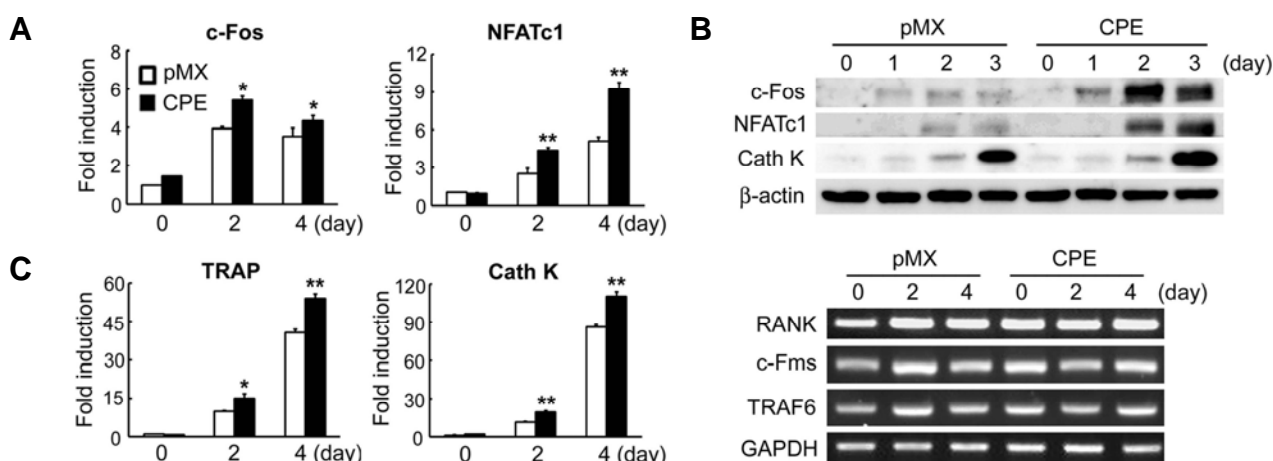 A
c-Fos
Fold induction
8
6
4
2
0
pMX
CPE
*
*
0 2 4 (day)
NFATc1
Fold induction
12
9
6
3
0
**
**
0 2 4 (day)
B
pMX CPE
0 1 2 3 0 1 2 3 (day)
c-Fos
NFATc1
Cath K
β-actin
C
TRAP
Fold induction
60
45
30
15
0
*
**
0 2 4 (day)
Cath K
Fold induction
120
90
60
30
0
**
**
0 2 4 (day)
pMX CPE
0 2 4 0 2 4 (day)
RANK
c-Fms
TRAF6
GAPDH